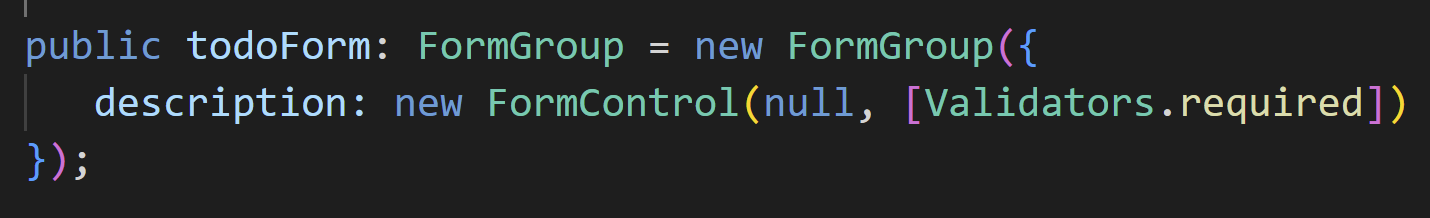 public todoForm: FormGroup = new FormGroup({
description: new FormControl(null, [Validators.required])
});